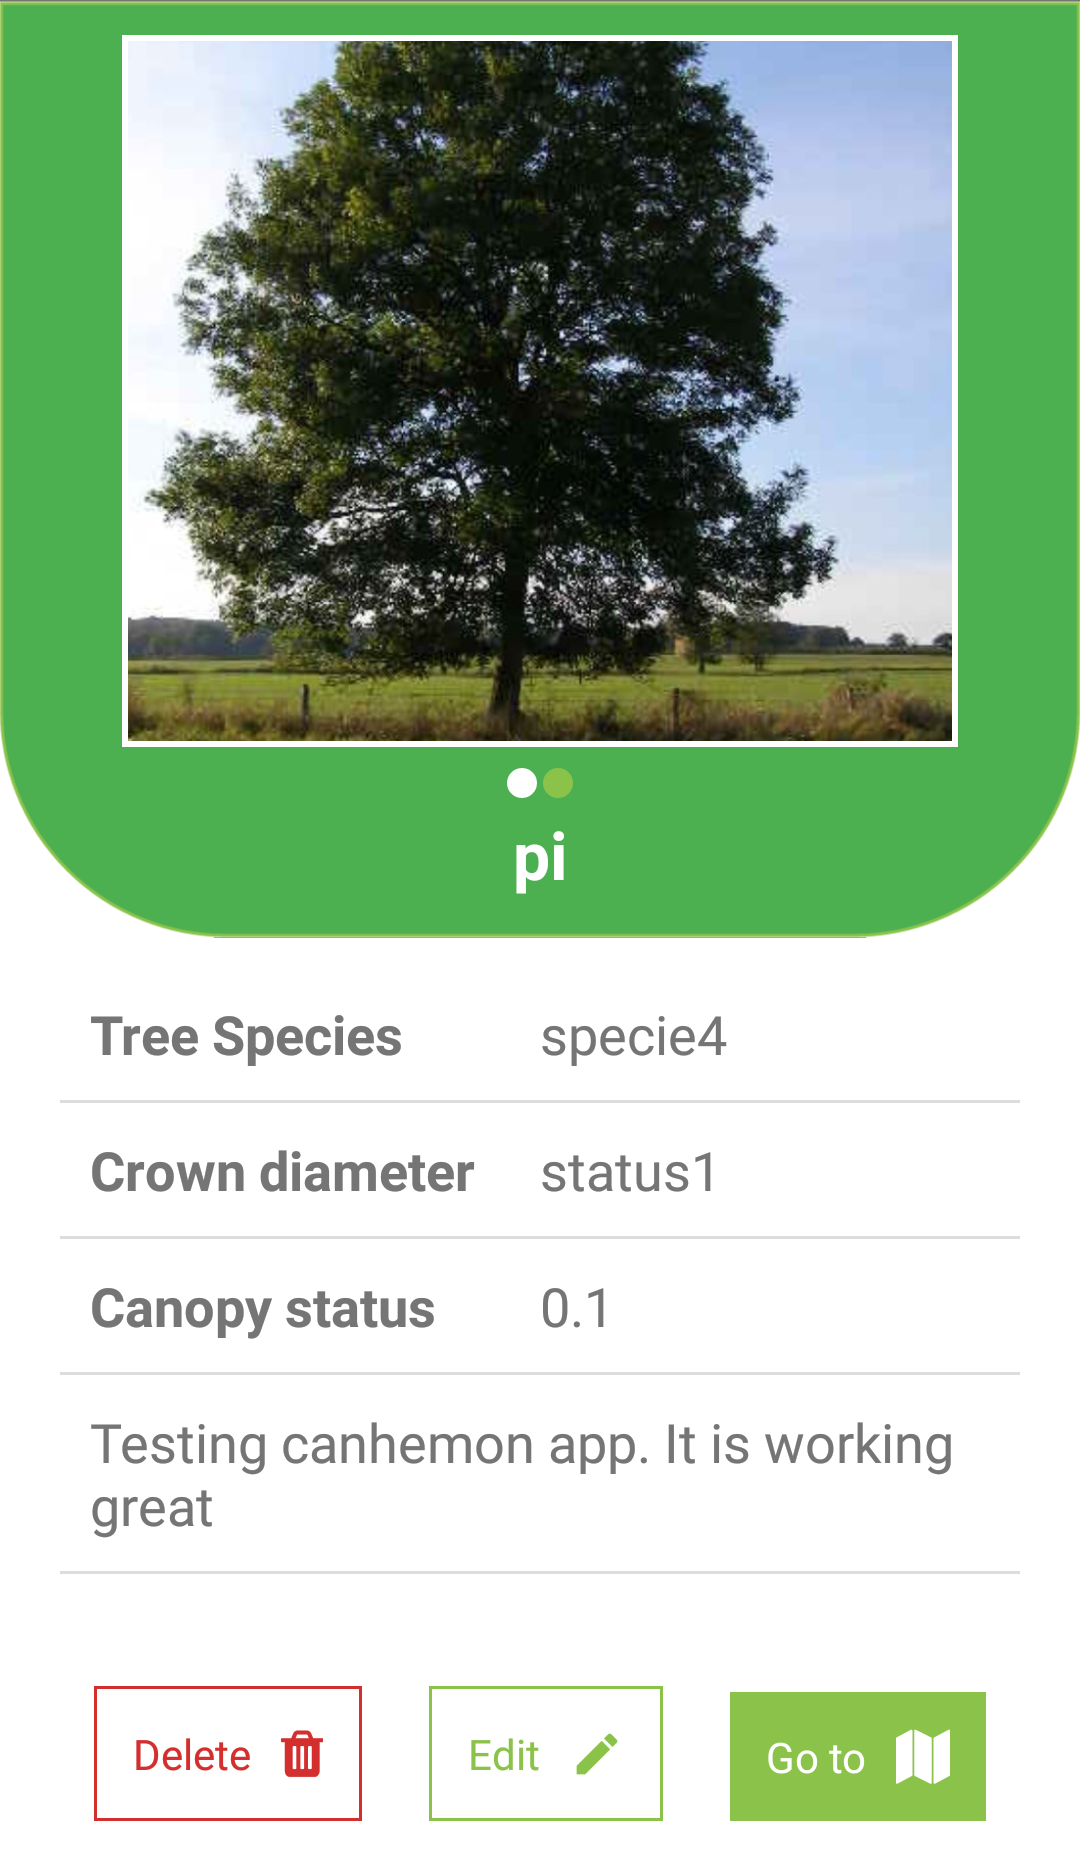 pi
Tree Species specie4
Crown diameter status1
Canopy status 0.1
Testing canhemon app. It is working
great
Delete Edit Go to